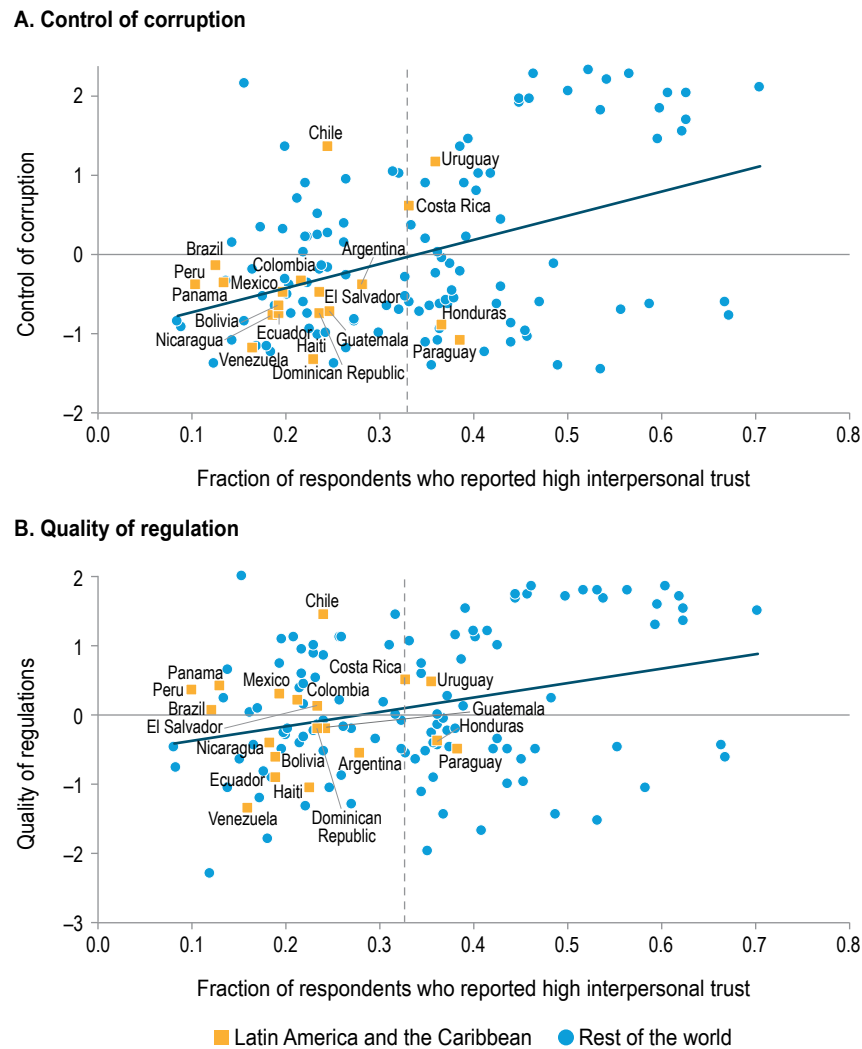 A. Control of corruption
Control of corruption
2
1
0
–1
–2
Chile
Uruguay
Costa Rica
Argentina
Brazil
Colombia
Peru
Mexico
Panama
El Salvador
Honduras
Bolivia
Nicaragua
Ecuador
Guatemala
Haiti
Paraguay
Venezuela
Dominican Republic
0.0 0.1 0.2 0.3 0.4 0.5 0.6 0.7 0.8
Fraction of respondents who reported high interpersonal trust
B. Quality of regulation
Quality of regulations
2
1
0
–1
–2
–3
Chile
Costa Rica
Panama
Mexico
Uruguay
Peru
Colombia
Brazil
Guatemala
El Salvador
Honduras
Nicaragua
Bolivia
Argentina
Paraguay
Ecuador
Haiti
Venezuela
Dominican
Republic
0.0 0.1 0.2 0.3 0.4 0.5 0.6 0.7 0.8
Fraction of respondents who reported high interpersonal trust
Latin America and the Caribbean Rest of the world